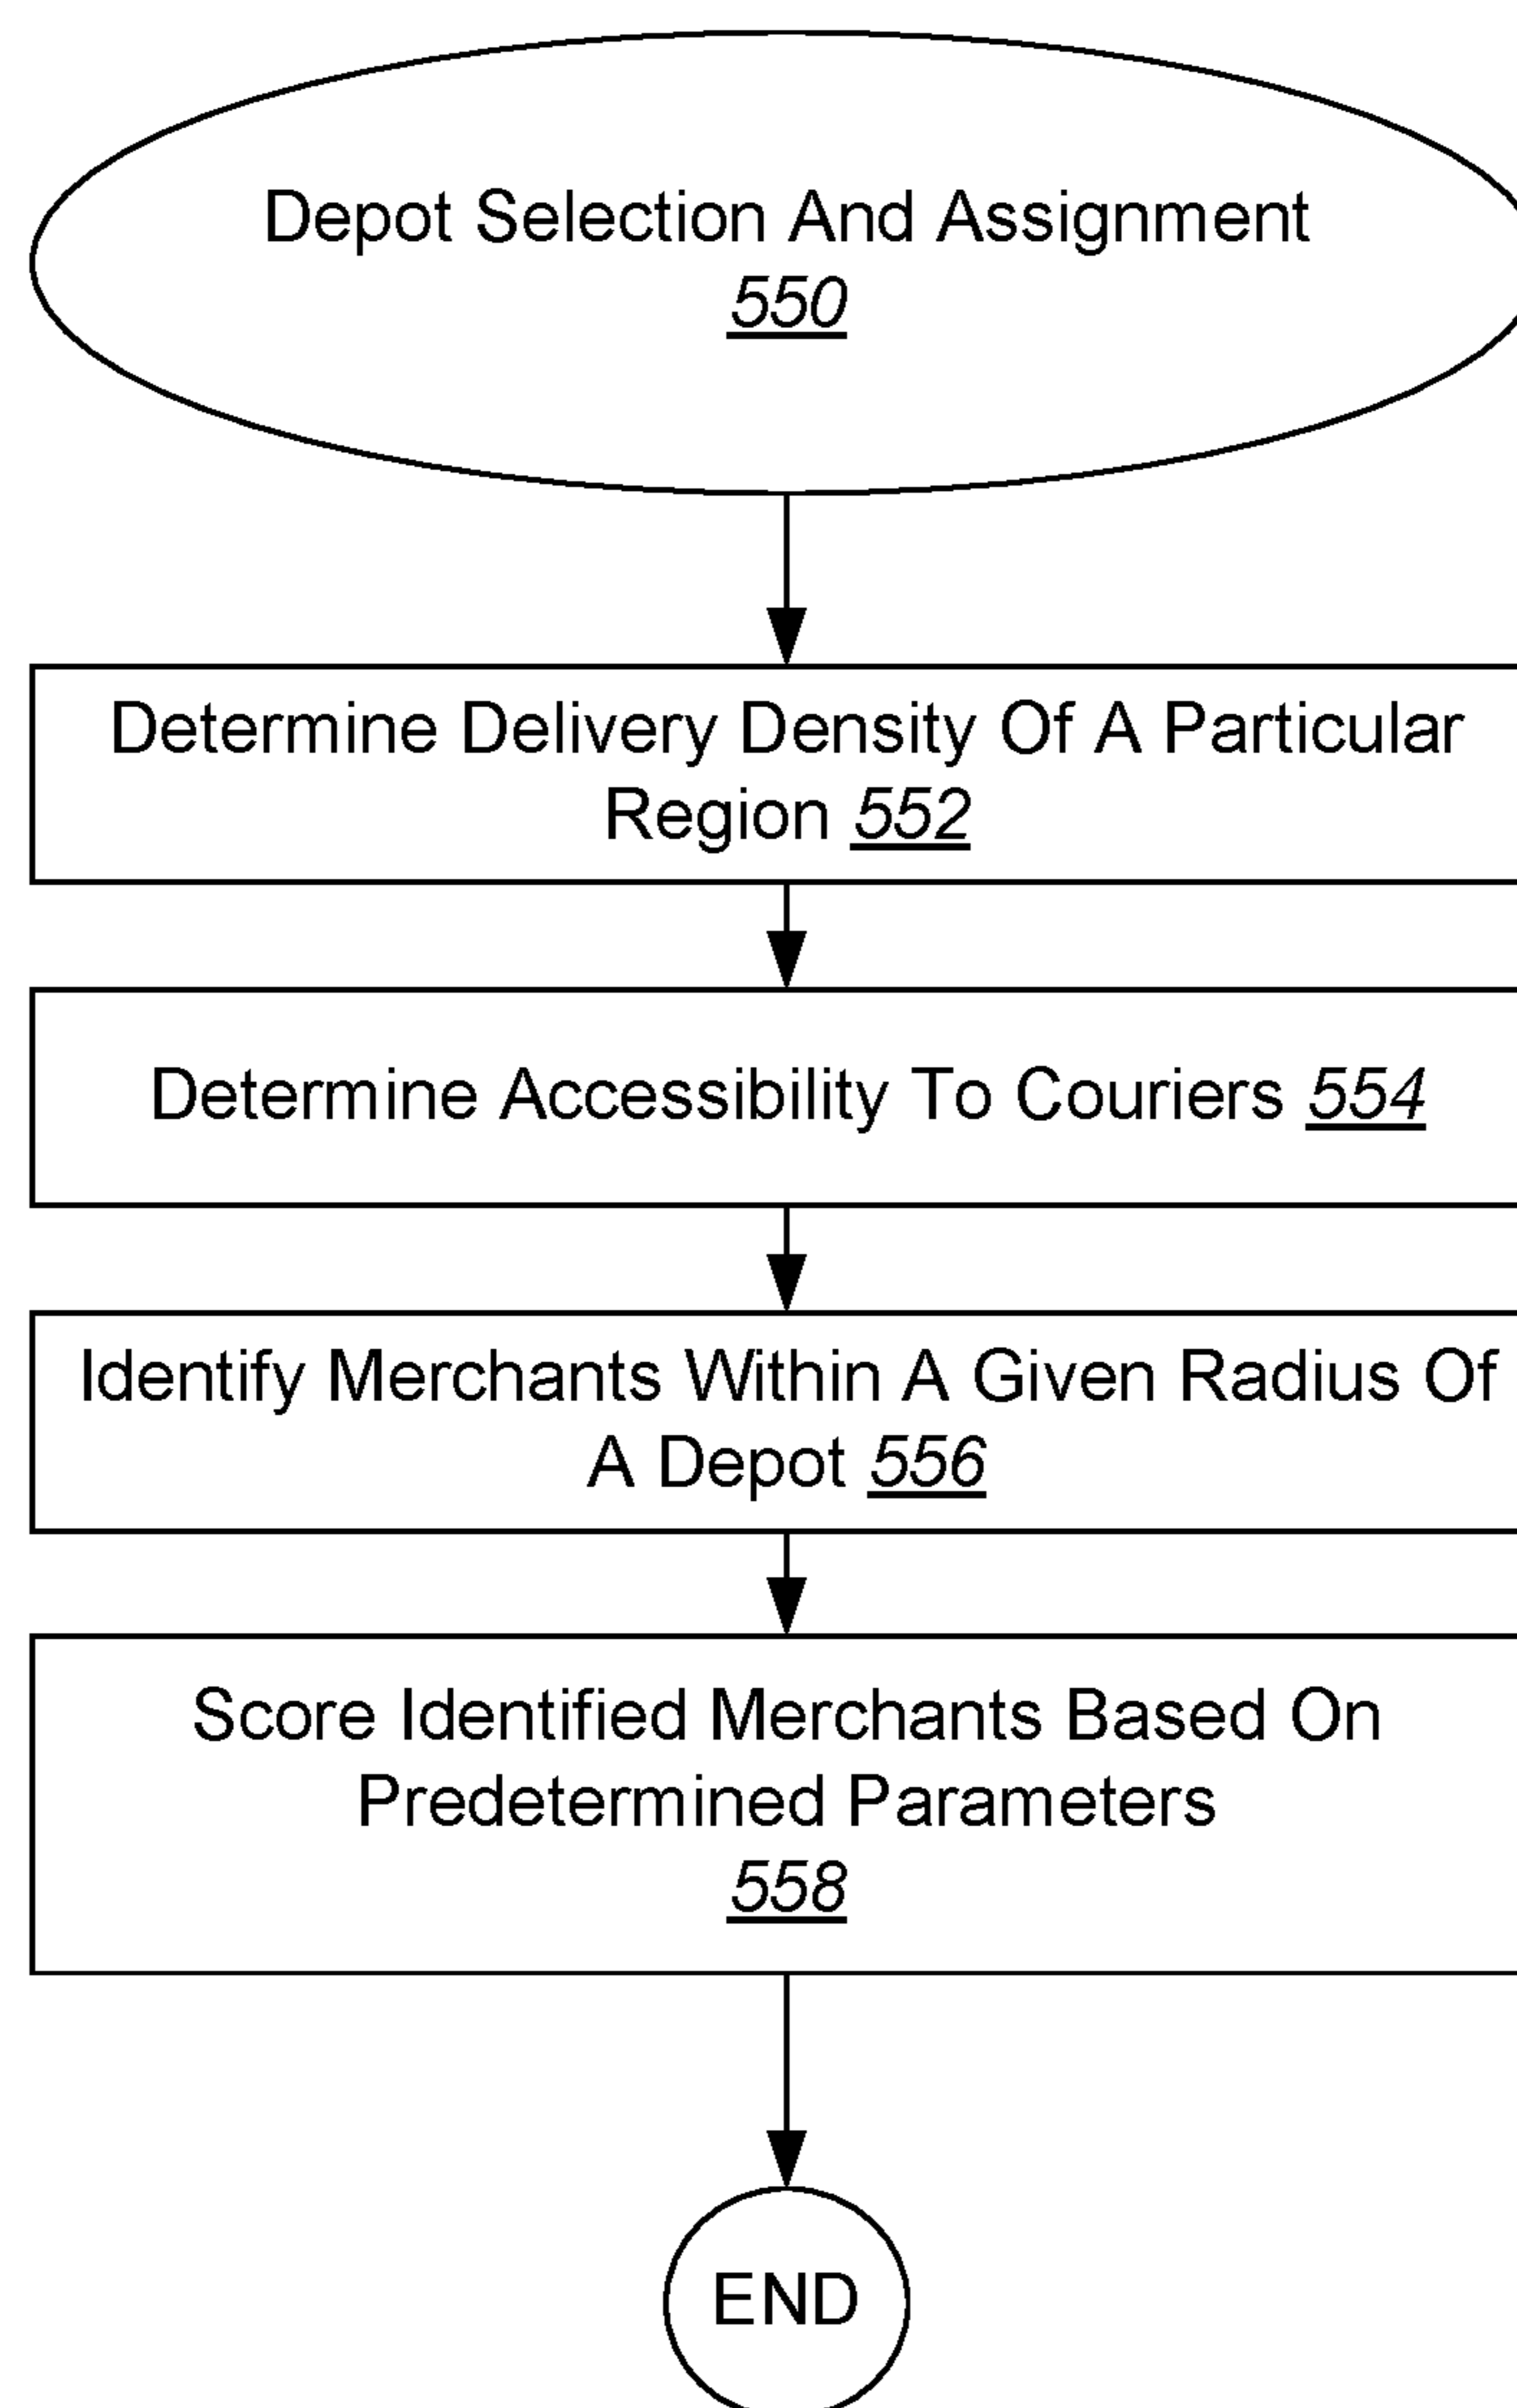 Depot Selection And Assignment
550
Determine Delivery Density Of A Particular
Region 552
Determine Accessibility To Couriers 554
Identify Merchants Within A Given Radius Of
A Depot 556
Score Identified Merchants Based On
Predetermined Parameters
558
END